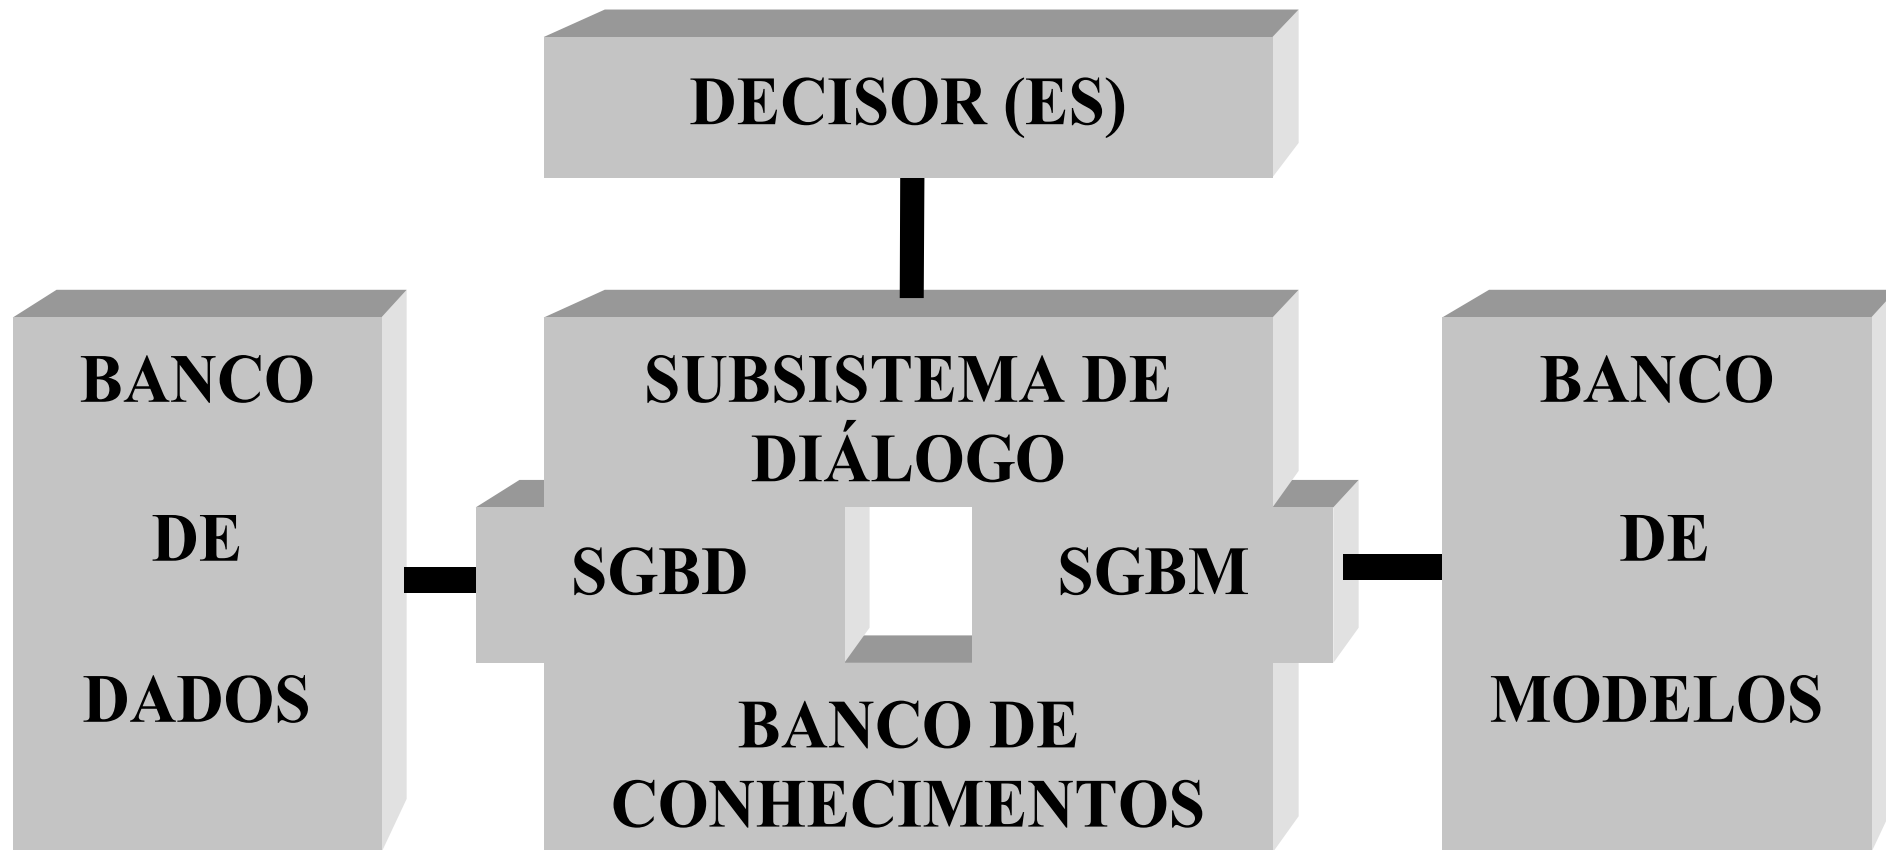 DECISOR (ES)
BANCO
DE
DADOS
SUBSISTEMA DE
DIÁLOGO
SGBD
SGBM
BANCO DE
CONHECIMENTOS
BANCO
DE
MODELOS